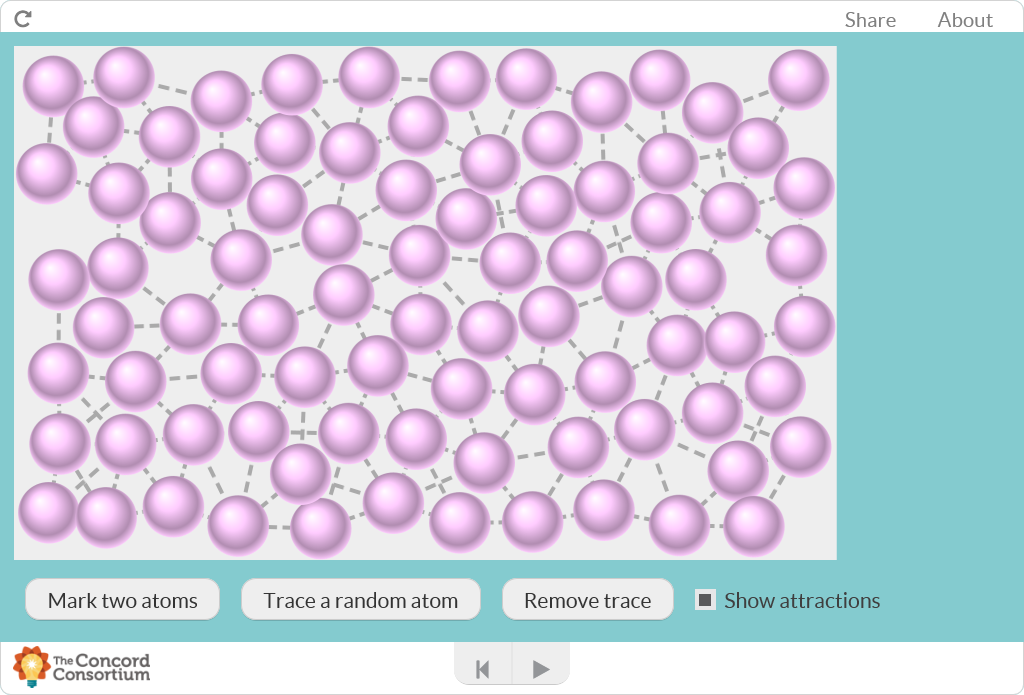 Share About
Mark two atoms Trace a random atom Remove trace Show attractions
The Concord
Consortium